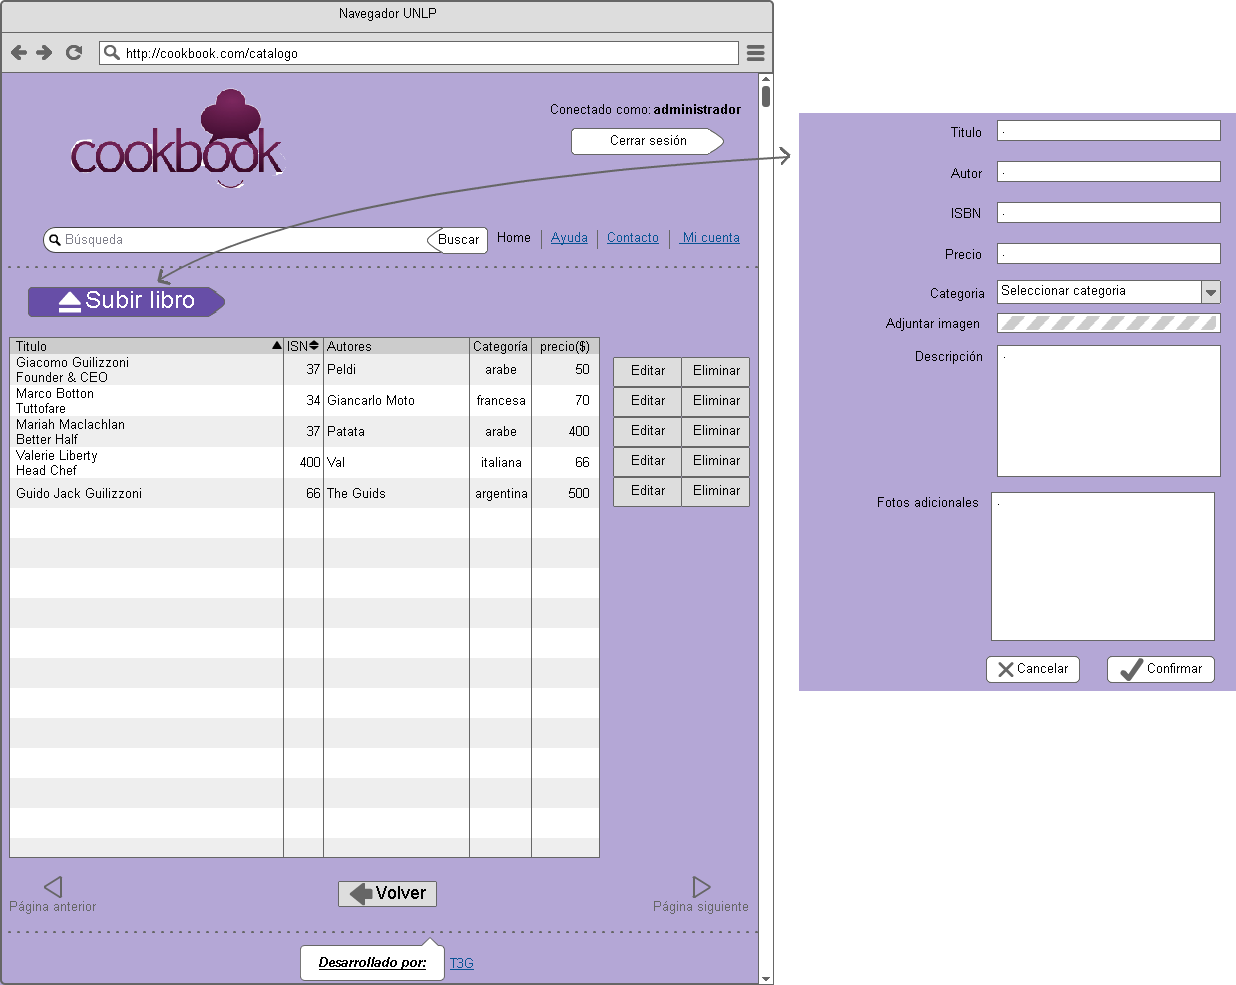 Navegador UNLP
http://cookbook.com/catalogo
cookbook
Conectado como: administrador
Cerrar sesión
Búsqueda
Buscar
Home
Ayuda
Contacto
Mi cuenta
Subir libro
Titulo ISN Autores Categoría precio($)
Giacomo Guilizzoni
Founder & CEO
37 Peldi arabe 50
Editar Eliminar
Marco Botton
Tuttofare
34 Giancarlo Moto francesa 70
Editar Eliminar
Mariah Maclachlan
Better Half
37 Patata arabe 400
Editar Eliminar
Valerie Liberty
Head Chef
400 Val italiana 66
Editar Eliminar
Guido Jack Guilizzoni 66 The Guids argentina 500
Editar Eliminar
Página anterior
Volver
Página siguiente
Desarrollado por: T3G
Titulo
Autor
ISBN
Precio
Categoria Seleccionar categoria
Adjuntar imagen
Descripción
Fotos adicionales
Cancelar
Confirmar